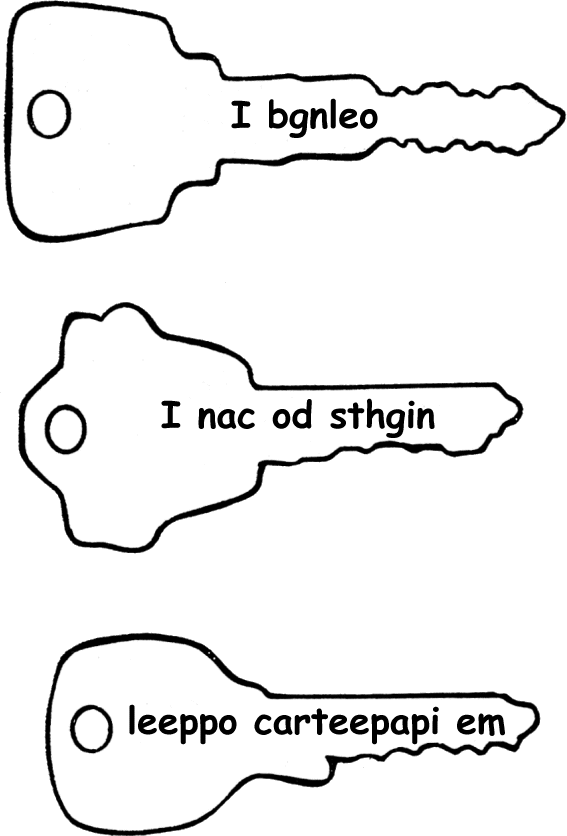 I bgnleo
I nac od sthgin
leeppo carteepapi em